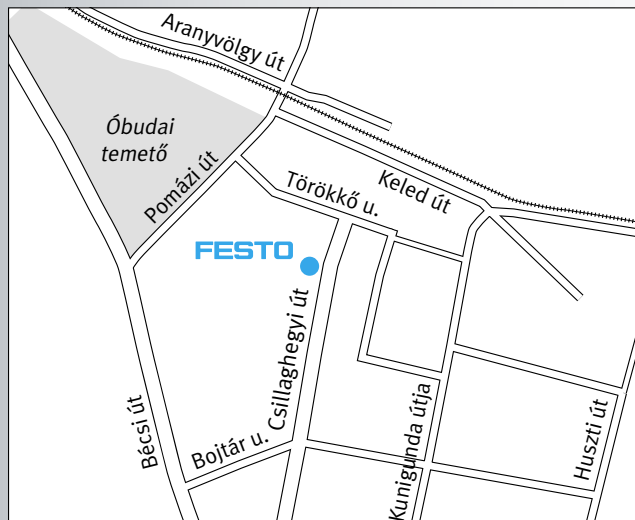 Aranyvölgy út
Óbudai
temető
Pomázi út
Törökkő u.
Keled út
FESTO
Csillaghegyi út
Bécsi út
Bojtár u.
Kunigunda útja
Huszti út